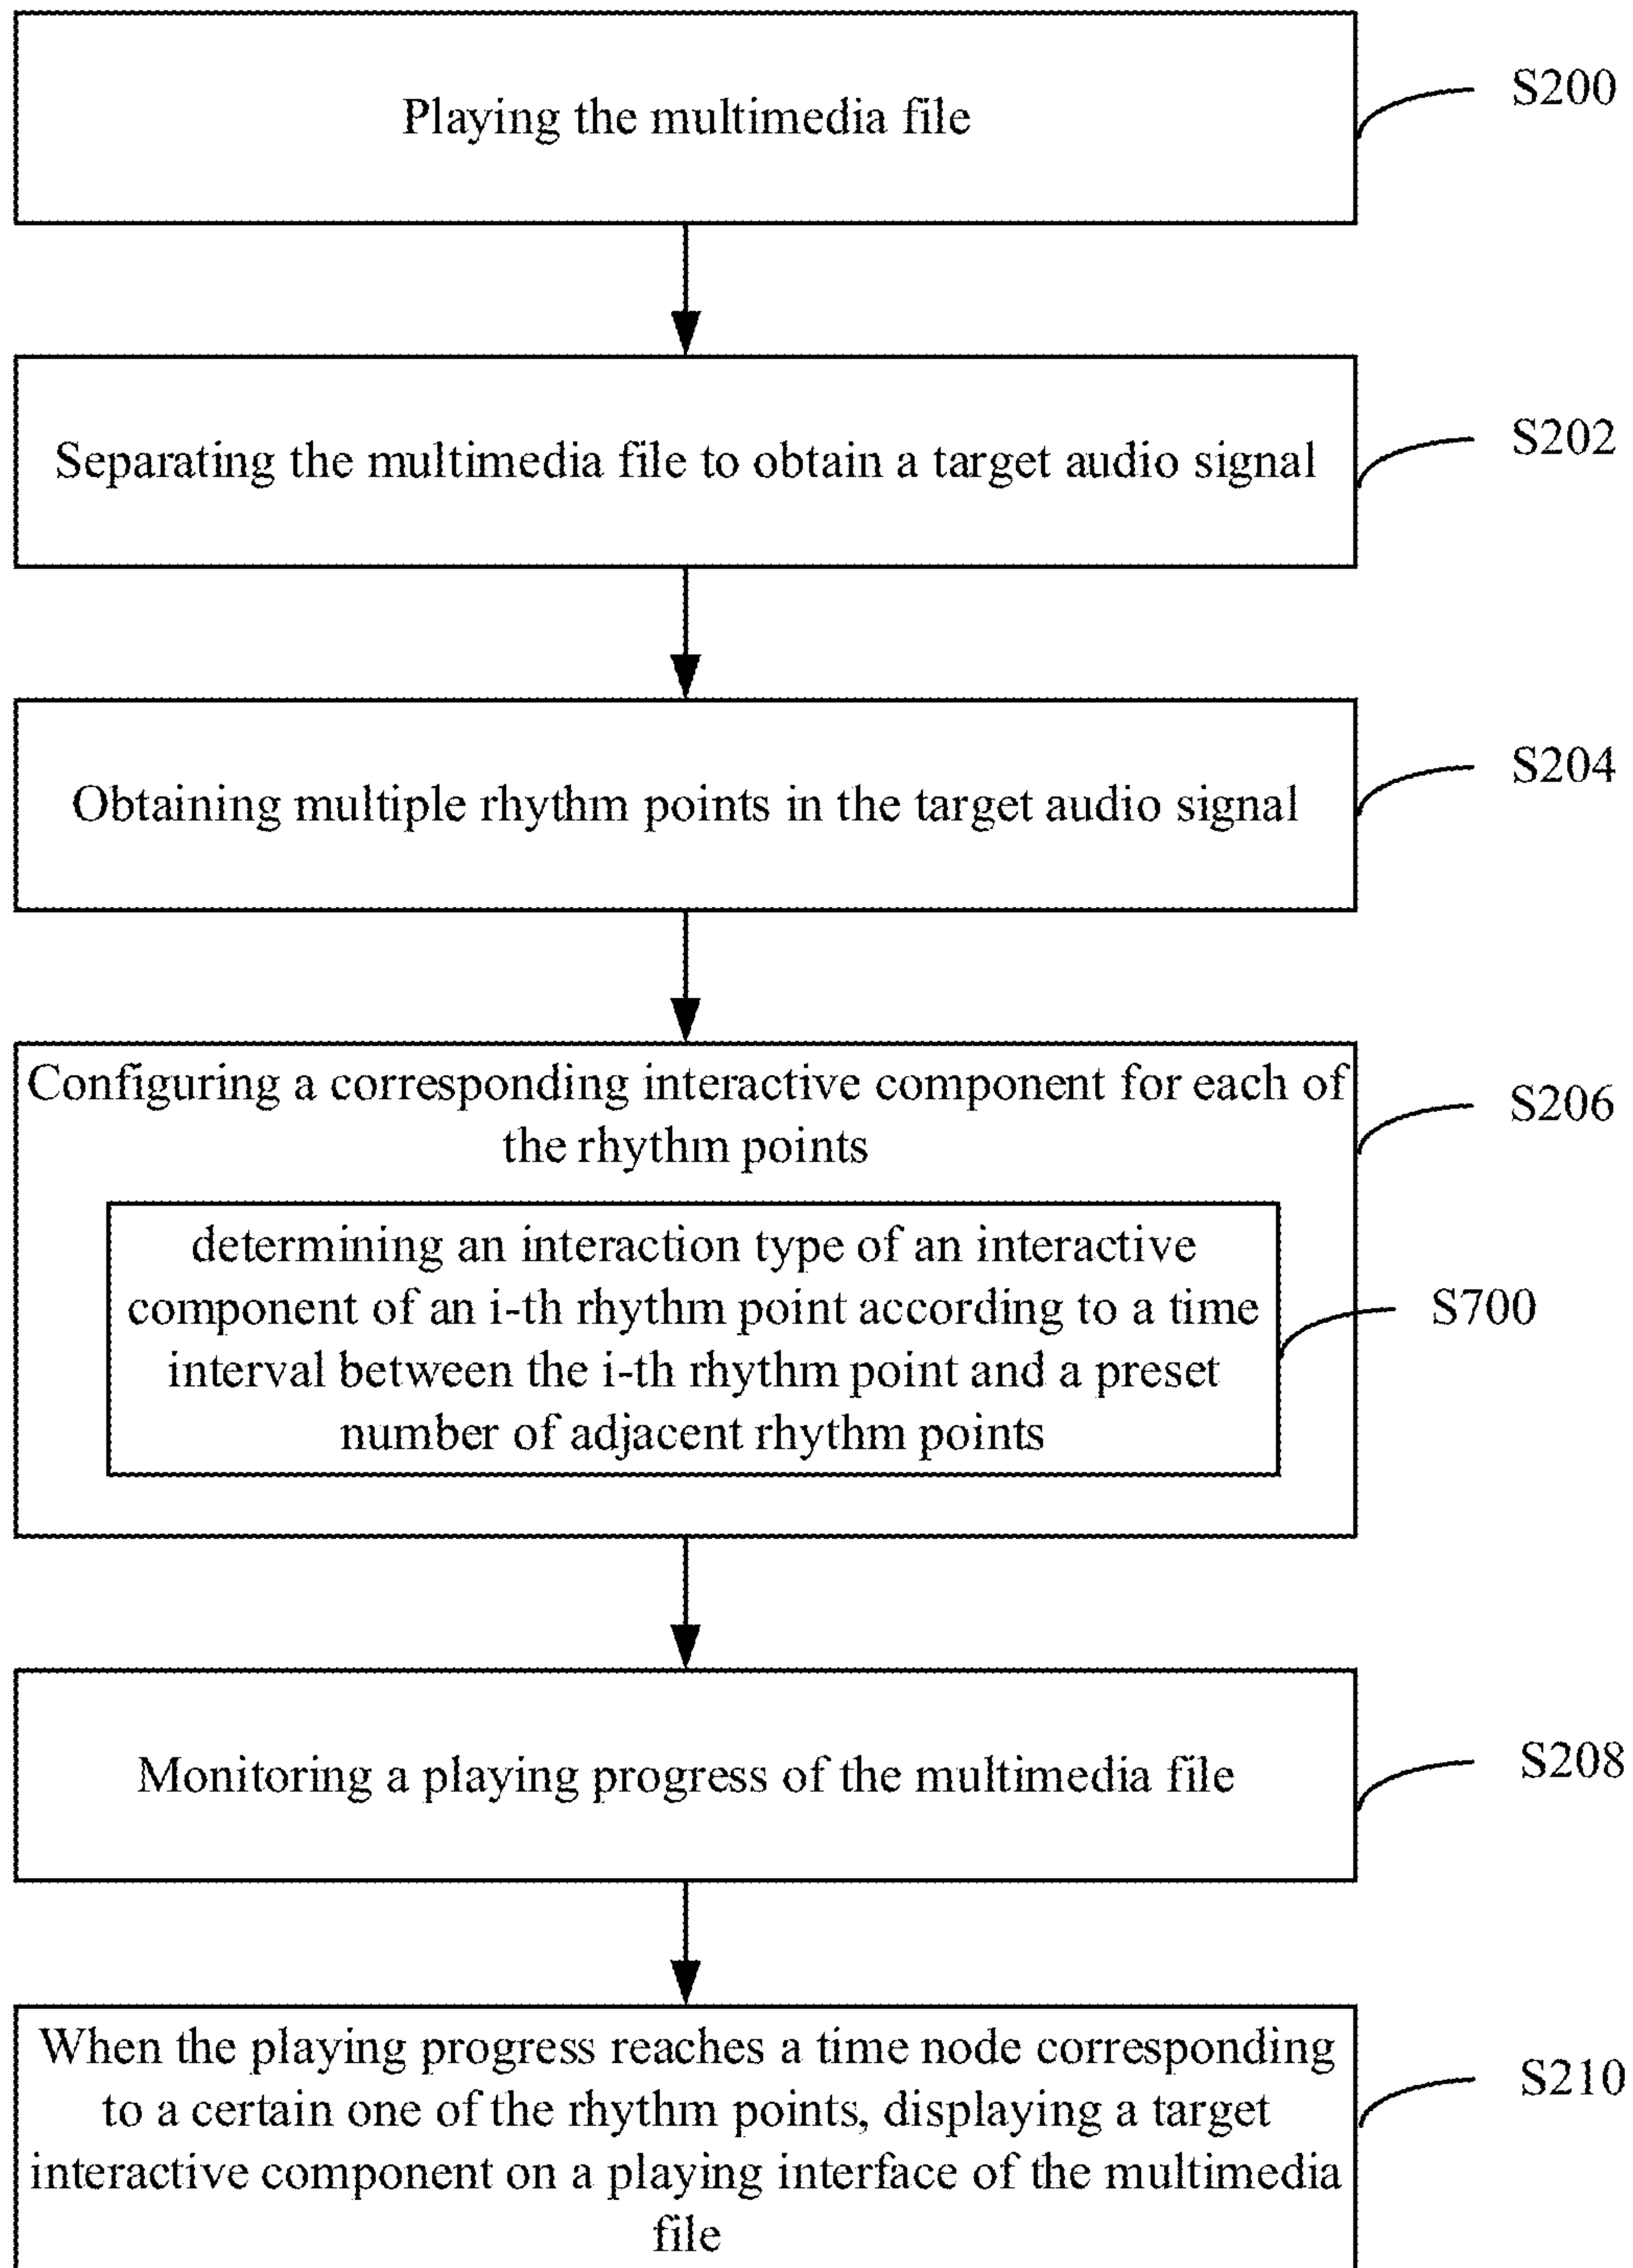 Playing the multimedia file
S200
Separating the multimedia file to obtain a target audio signal
S202
Obtaining multiple rhythm points in the target audio signal
S204
Configuring a corresponding interactive component for each of
the rhythm points
S206
determining an interaction type of an interactive
component of an i-th rhythm point according to a time
interval between the i-th rhythm point and a preset
number of adjacent rhythm points
S700
Monitoring a playing progress of the multimedia file
S208
When the playing progress reaches a time node corresponding
to a certain one of the rhythm points, displaying a target
interactive component on a playing interface of the multimedia
file
S210